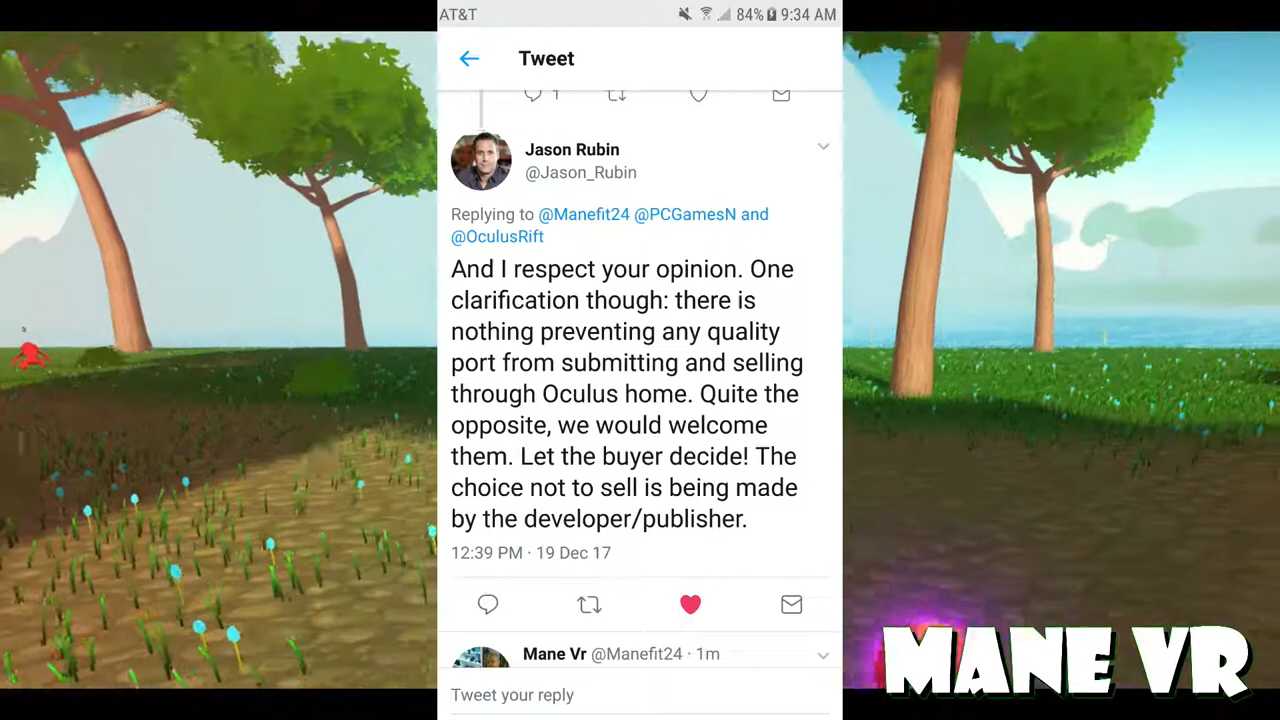 AT&T 84% 9:34 AM
Tweet
1
Jason Rubin
@Jason_Rubin
Replying to @Manefit24 @PCGamesN and
@OculusRift
And I respect your opinion. One
clarification though: there is
nothing preventing any quality
port from submitting and selling
through Oculus home. Quite the
opposite, we would welcome
them. Let the buyer decide! The
choice not to sell is being made
by the developer/publisher.
12:39 PM · 19 Dec 17
Mane Vr @Manefit24 · 1m
Tweet your reply
MANE VR